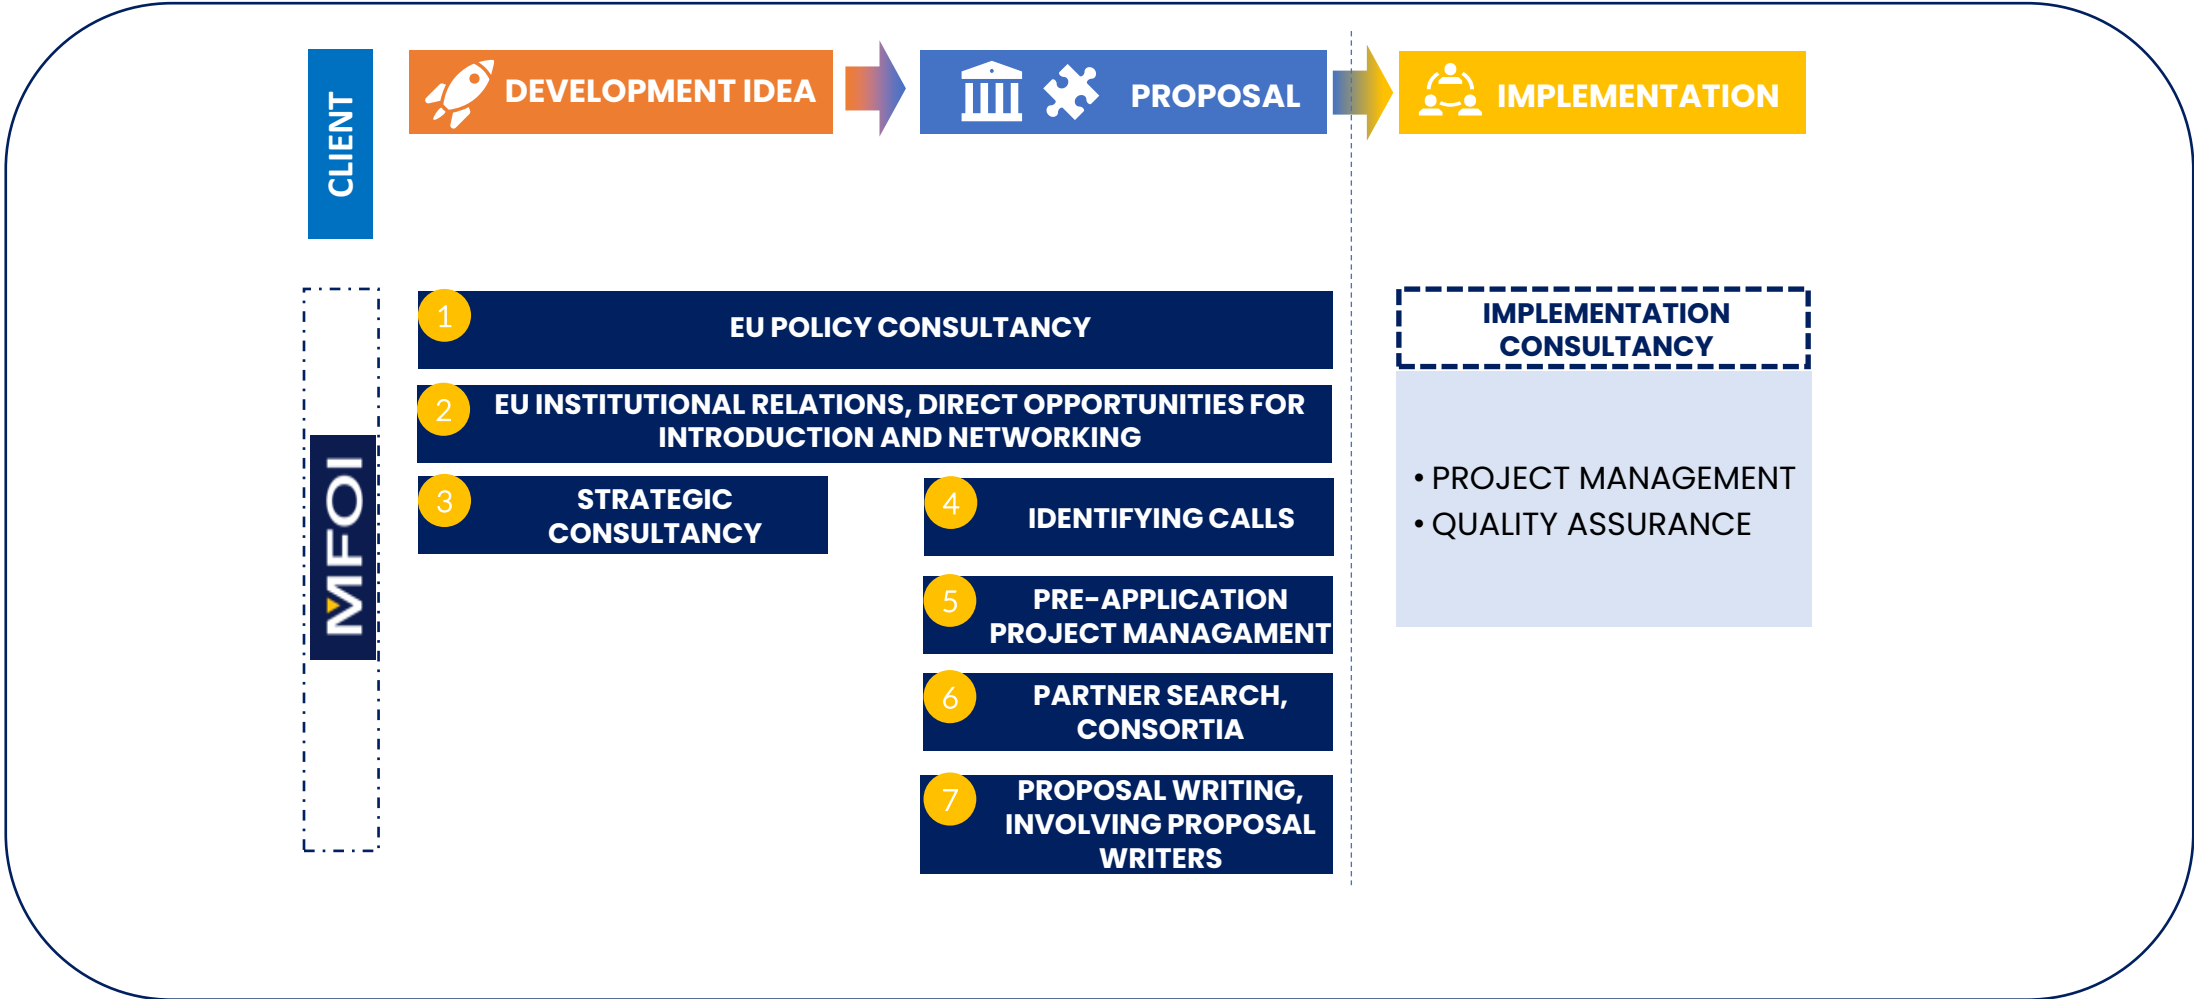 CLIENT
DEVELOPMENT IDEA
PROPOSAL
IMPLEMENTATION
MFOI
1
EU POLICY CONSULTANCY
2
EU INSTITUTIONAL RELATIONS, DIRECT OPPORTUNITIES FOR
INTRODUCTION AND NETWORKING
3
STRATEGIC
CONSULTANCY
4
IDENTIFYING CALLS
5
PRE-APPLICATION
PROJECT MANAGAMENT
6
PARTNER SEARCH,
CONSORTIA
7
PROPOSAL WRITING,
INVOLVING PROPOSAL
WRITERS
IMPLEMENTATION
CONSULTANCY
• PROJECT MANAGEMENT
• QUALITY ASSURANCE